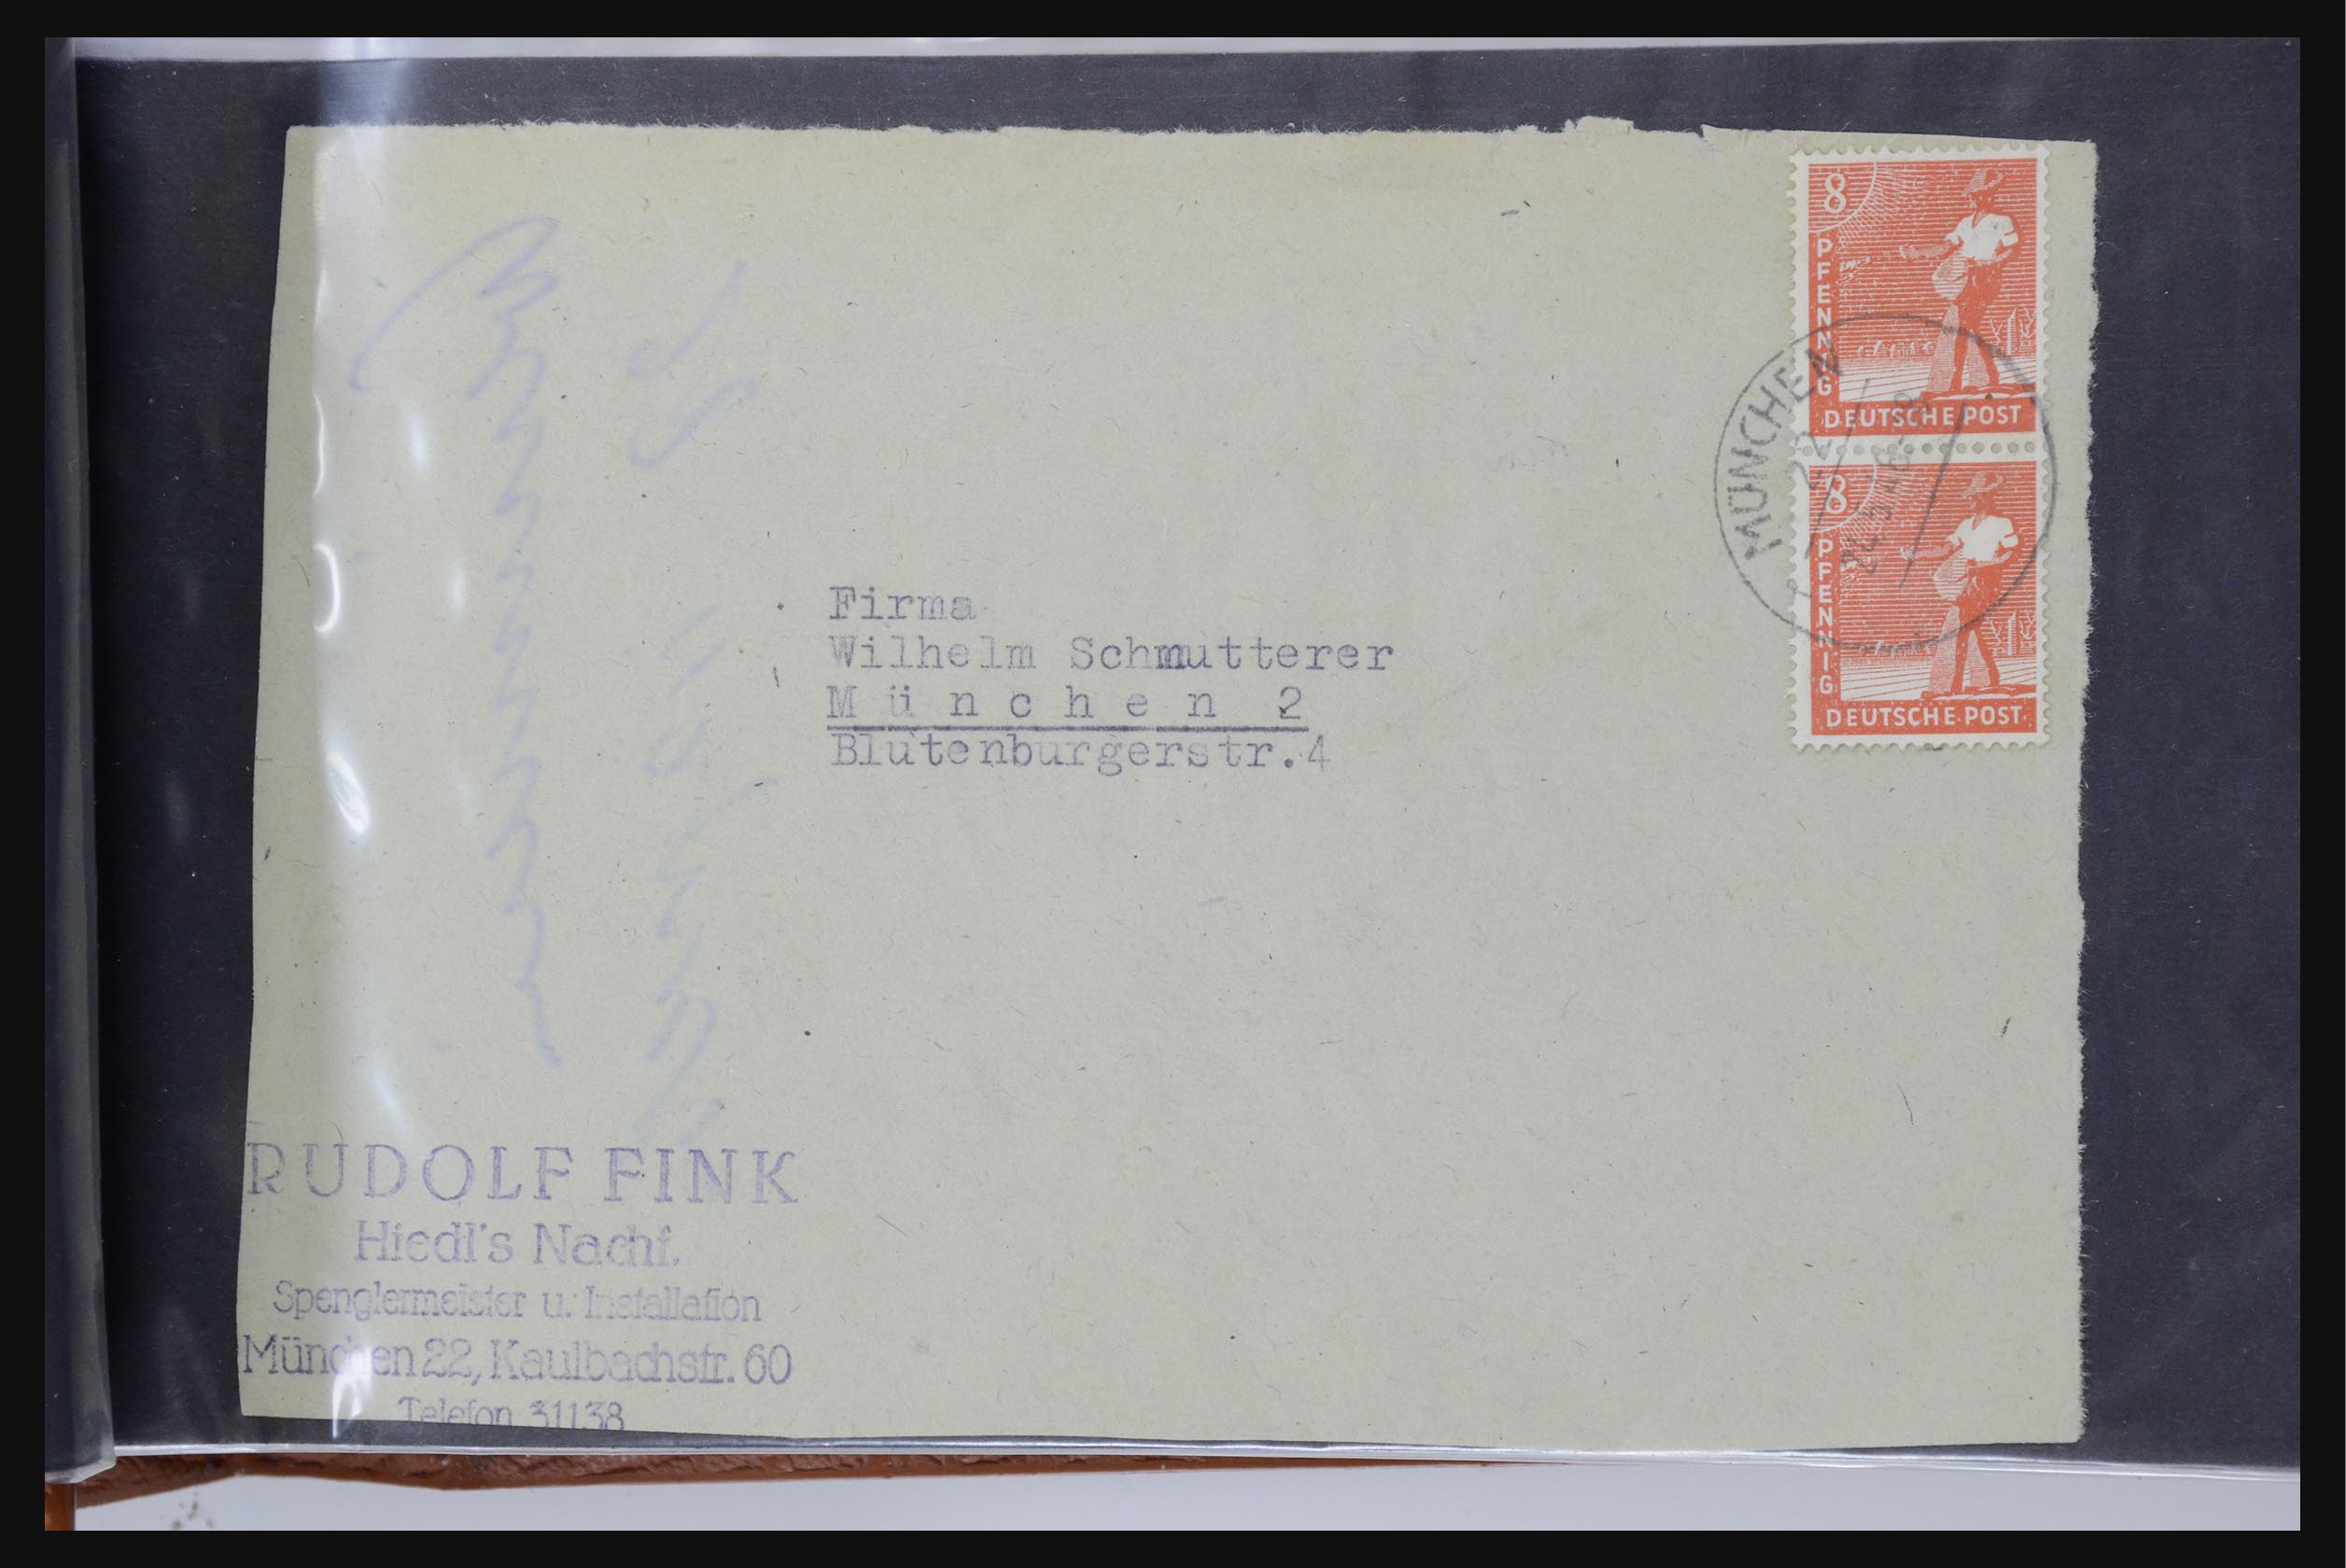 8
PFENNIG
DEUTSCHE POST
8
PFENNIG
DEUTSCHE POST
MÜNCHEN
Firma
Wilhelm Schmutterer
München 2
Blutenburgerstr.4
RUDOLF FINK
Hiedl's Nachf.
Spenglermeister u. Installation
München 22, Kaulbachstr. 60
Telefon 31138